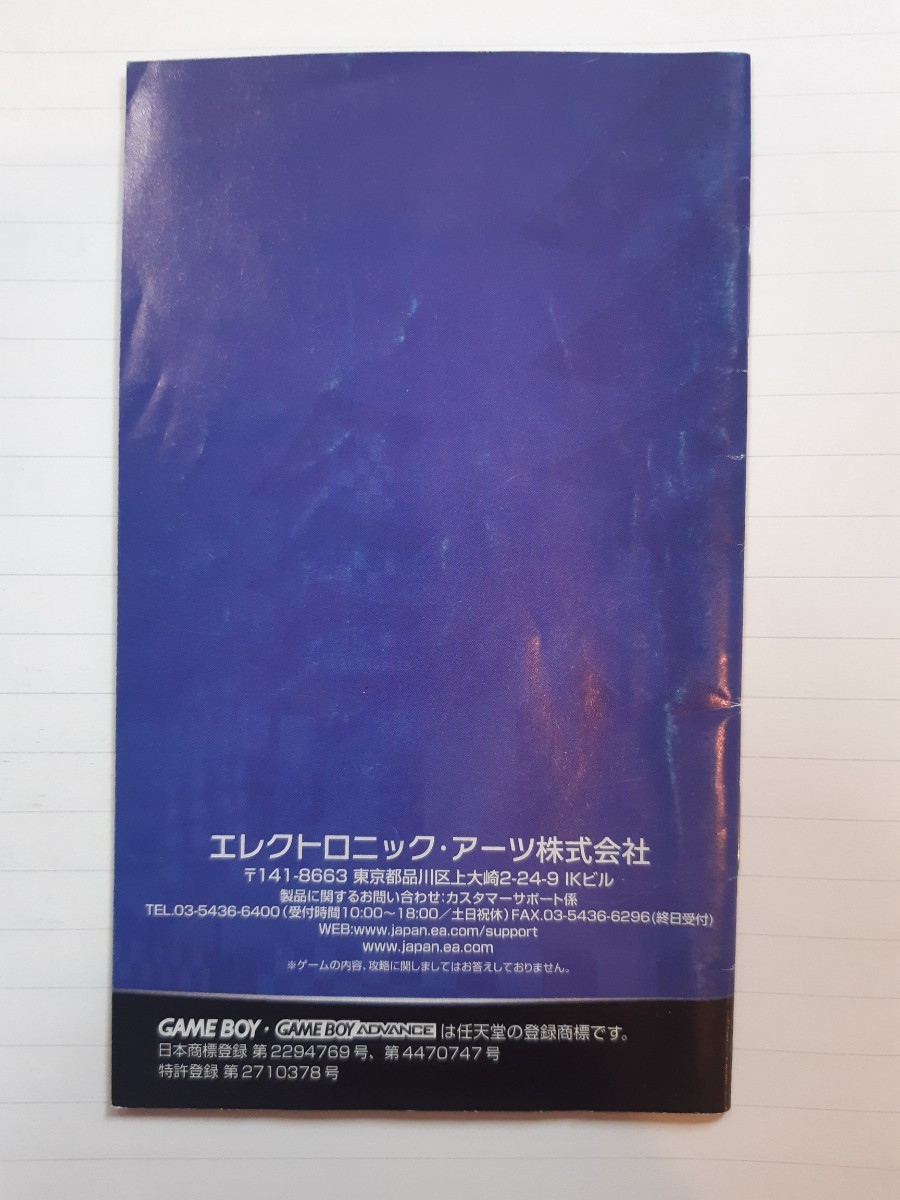 エレクトロニック・アーツ株式会社
〒141-8663 東京都品川区上大崎2-24-9 IKビル
製品に関するお問い合わせ:カスタマーサポート係
TEL.03-5436-6400(受付時間10:00〜18:00/土日祝休)FAX.03-5436-6296(終日受付)
WEB:www.japan.ea.com/support
www.japan.ea.com
※ゲームの内容、攻略に関しましてはお答えしておりません。
GAME BOY・GAME BOY ADVANCE は任天堂の登録商標です。
日本商標登録 第2294769号、第4470747号
特許登録 第2710378号